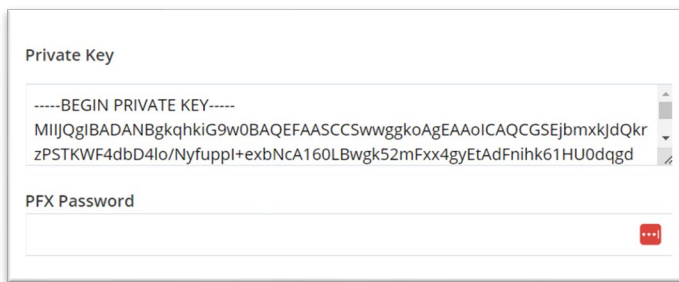 Private Key
-----BEGIN PRIVATE KEY-----
MIIJQgIBADANBgkqhkiG9w0BAQEFAASCCSwwggkoAgEAAoICAQCGSEjbmxkJdQkr
zPSTKWF4dbD4lo/NyfuppI+exbNcA160LBwgk52mFxx4gyEtAdFnihk61HU0dqgd
PFX Password